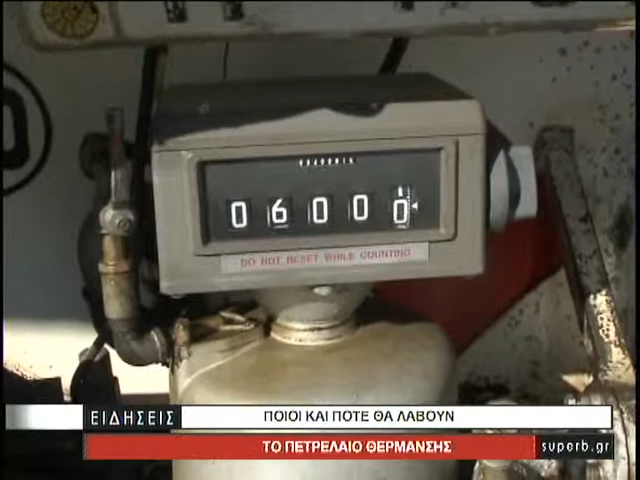 06000
DO NOT RESET WHILE COUNTING
ΕΙΔΗΣΕΙΣ
ΠΟΙΟΙ ΚΑΙ ΠΟΤΕ ΘΑ ΛΑΒΟΥΝ
ΤΟ ΠΕΤΡΕΛΑΙΟ ΘΕΡΜΑΝΣΗΣ
superb.gr